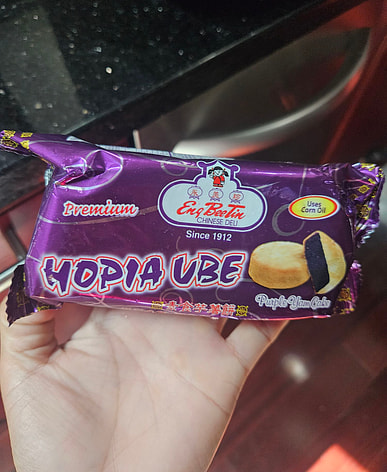 Premium
Eng Bee Tin
CHINESE DELI
Since 1912
Uses
Corn Oil
HOPIA UBE
Purple Yam Cake